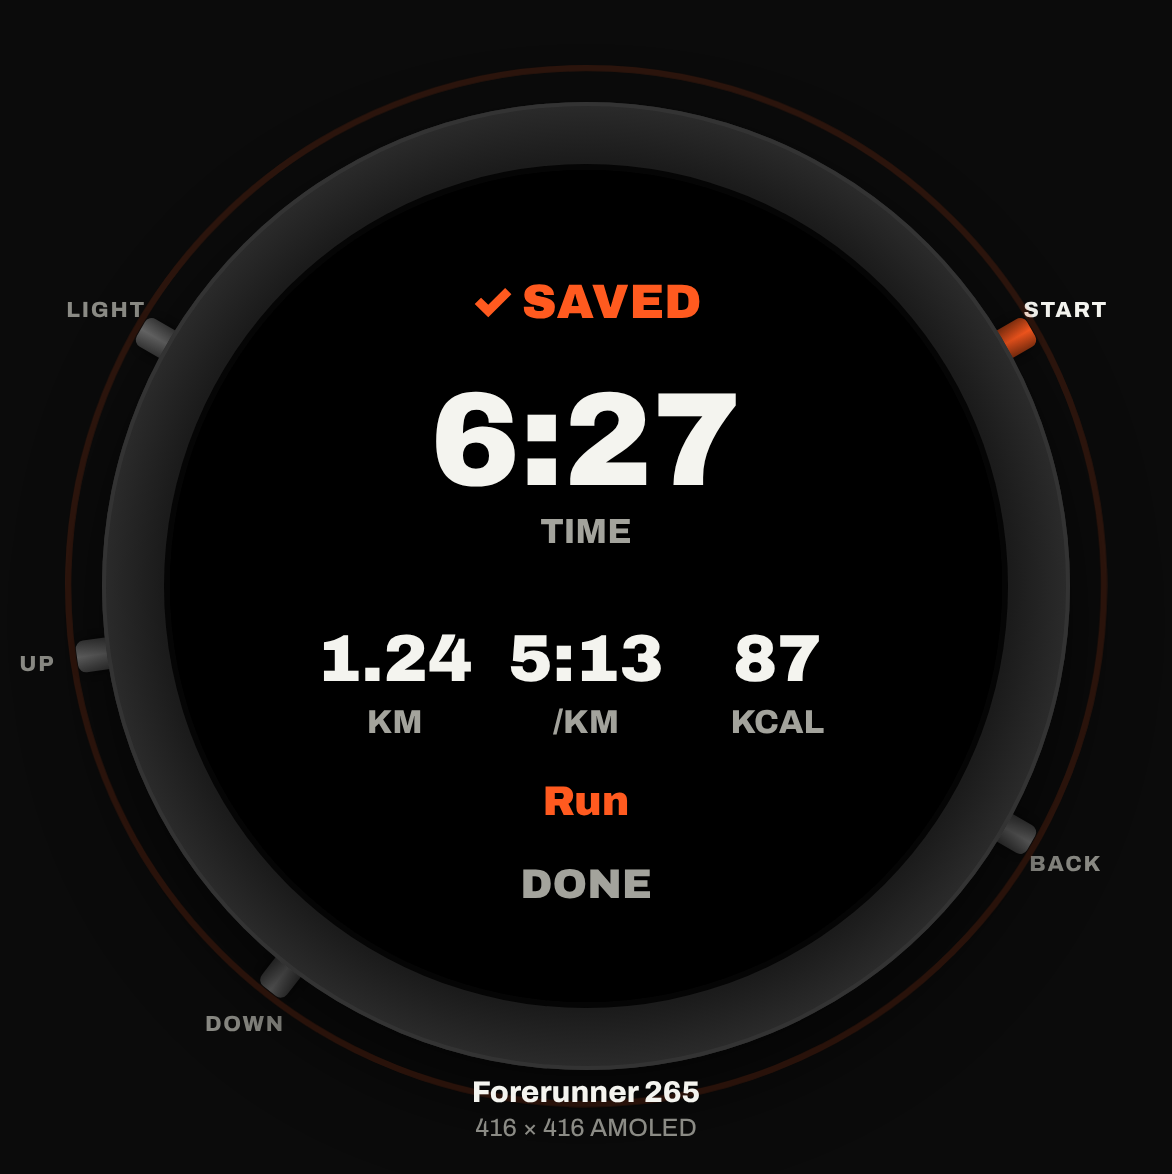 SAVED
6:27
TIME
LIGHT
START
1.24 5:13 87
KM /KM KCAL
UP
Run
BACK
DONE
DOWN
Forerunner 265
416 × 416 AMOLED